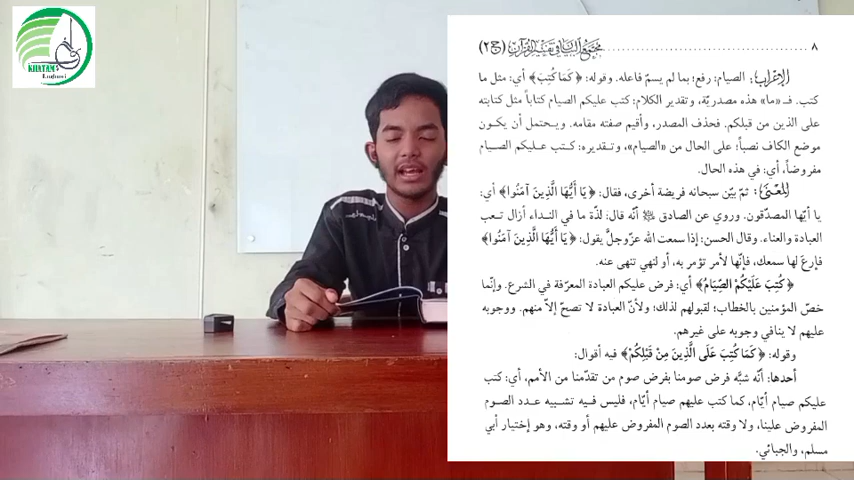 KHATAM
٨ ........................ مجمع البيان في تفسير القرآن (ج٢)
الإعراب: الصيام: رفع؛ بما لم يسمّ فاعله. وقوله: ﴿كَمَا كُتِبَ﴾ أي: مثل ما
كتب. فـ «ما» هذه مصدريّة، وتقدير الكلام: كتب عليكم الصيام كتاباً مثل كتابته
على الذين من قبلكم. فحذف المصدر، وأقيم صفته مقامه. ويحتمل أن يكون
موضع الكاف نصباً؛ على الحال من «الصيام»، وتقديره: كتب عليكم الصيام
مفروضاً، أي: في هذه الحال.
المعنى: ثمّ بيّن سبحانه فريضة أخرى، فقال: ﴿يَا أَيُّهَا الَّذِينَ آمَنُوا﴾ أي:
يا أيّها المصدّقون. وروي عن الصادق ﷺ أنّه قال: لذّة ما في النداء أزال تعب
العبادة والعناء. وقال الحسن: إذا سمعت الله عزّوجلّ يقول: ﴿يَا أَيُّهَا الَّذِينَ آمَنُوا﴾
فإرعَ لها سمعك، فإنّها لأمر تؤمر به، أو لنهي تنهى عنه.
﴿كُتِبَ عَلَيْكُمُ الصِّيَامُ﴾ أي: فرض عليكم العبادة المعرّفة في الشرع. وإنّما
خصّ المؤمنين بالخطاب؛ لقبولهم لذلك؛ ولأنّ العبادة لا تصحّ إلاّ منهم. ووجوبه
عليهم لا ينافي وجوبه على غيرهم.
وقوله: ﴿كَمَا كُتِبَ عَلَى الَّذِينَ مِنْ قَبْلِكُمْ﴾ فيه أقوال:
أحدها: أنّه شبَّه فرض صومنا بفرض صوم من تقدّمنا من الأمم، أي: كتب
عليكم صيام أيّام، كما كتب عليهم صيام أيّام، فليس فيه تشبيه عدد الصوم
المفروض علينا، ولا وقته بعدد الصوم المفروض عليهم أو وقته، وهو إختيار أبي
مسلم، والجبائي.